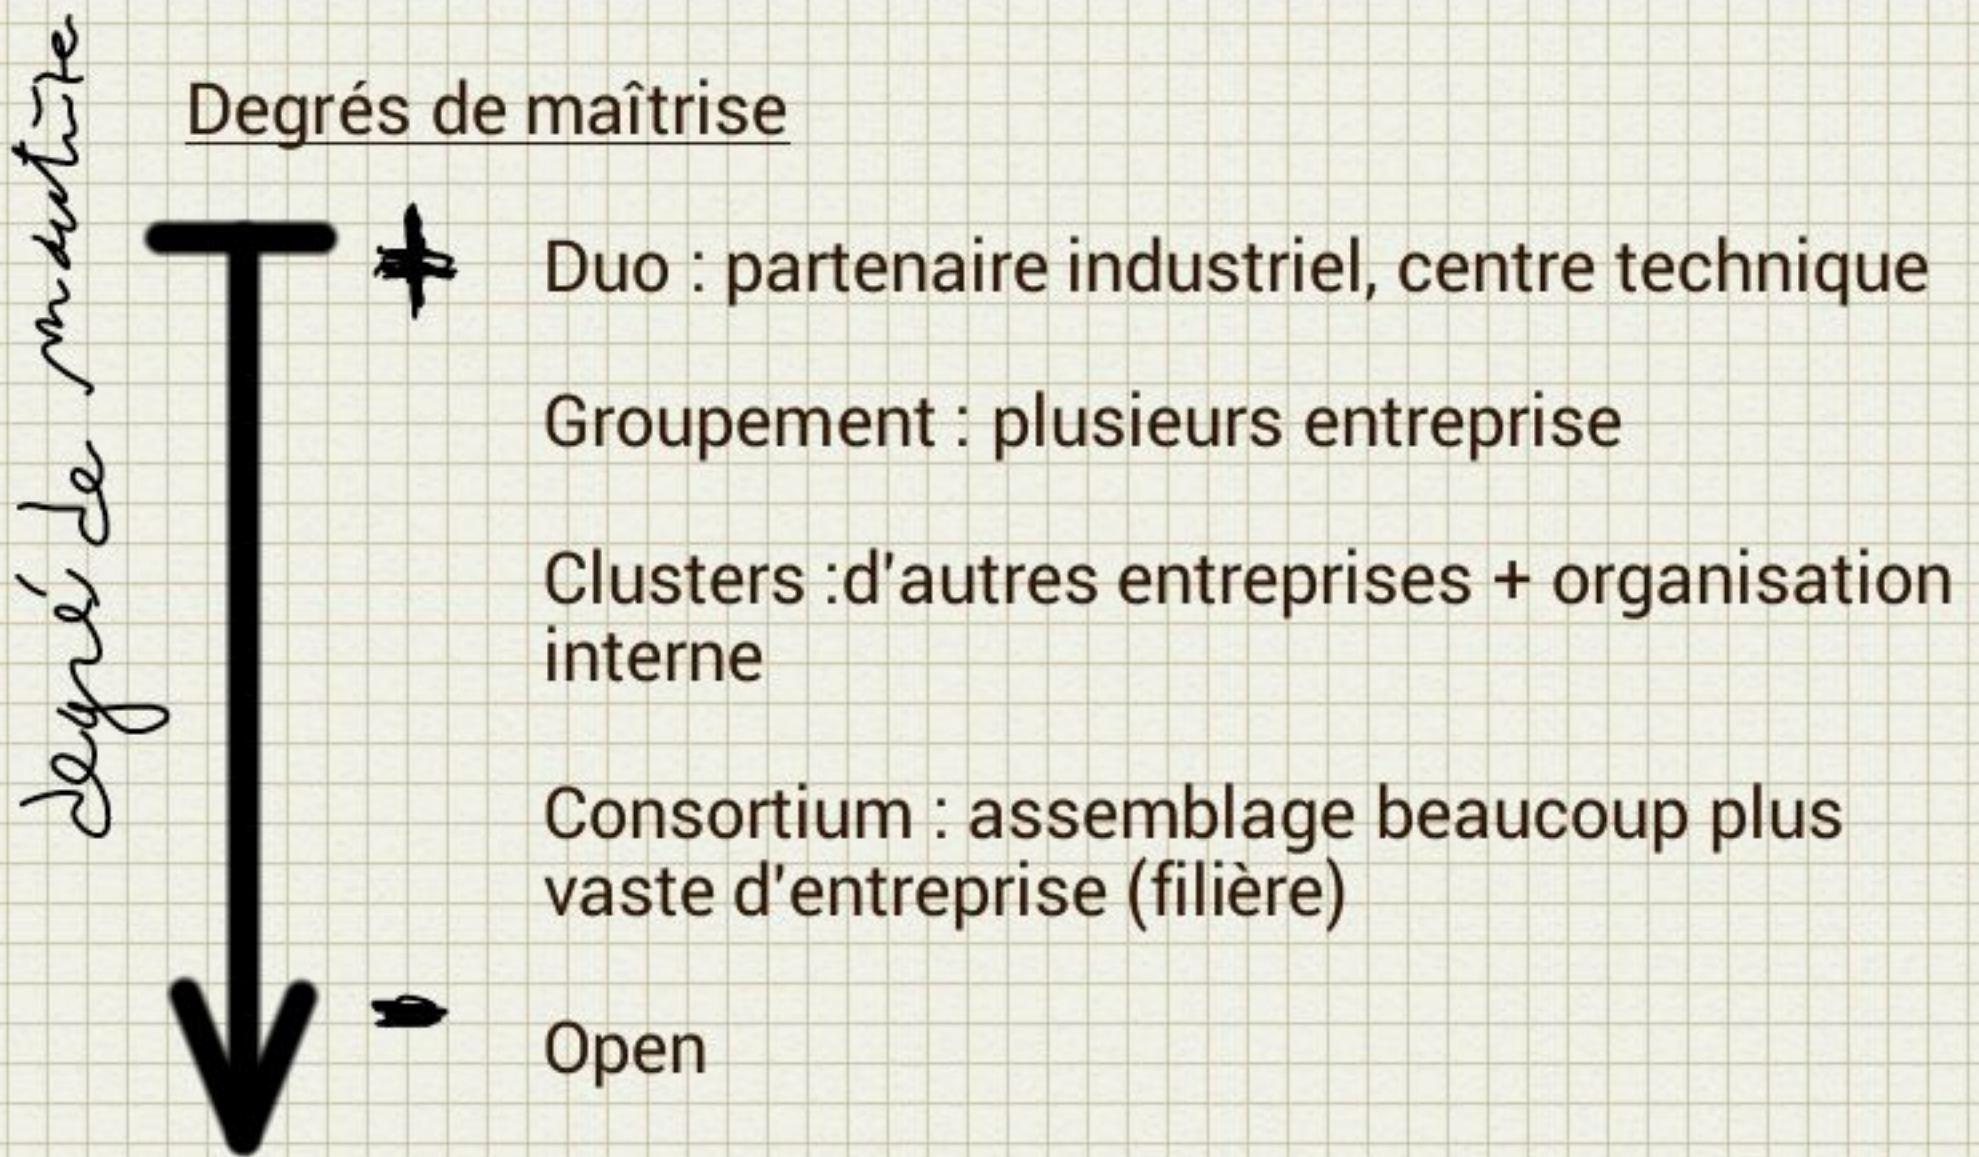 degré de maturité
Degrés de maîtrise
+
Duo : partenaire industriel, centre technique
Groupement : plusieurs entreprise
Clusters :d'autres entreprises + organisation
interne
Consortium : assemblage beaucoup plus
vaste d'entreprise (filière)
-
Open